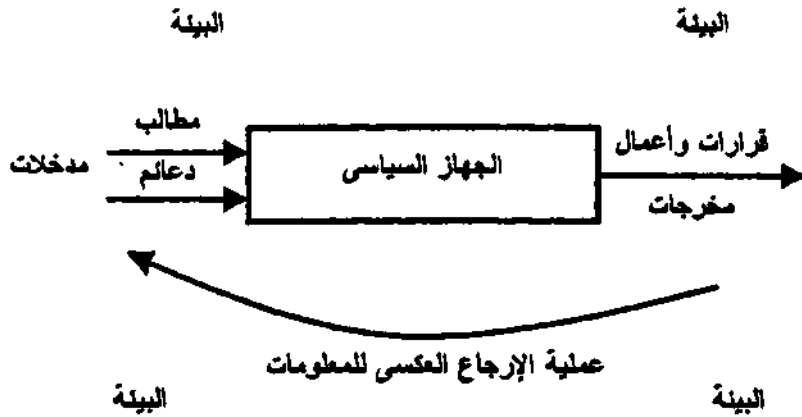 البيئة البيئة
مطالب
قرارات وأعمال
الجهاز السياسى
مدخلات
دعائم
مخرجات
عملية الإرجاع العكسى للمعلومات
البيئة البيئة